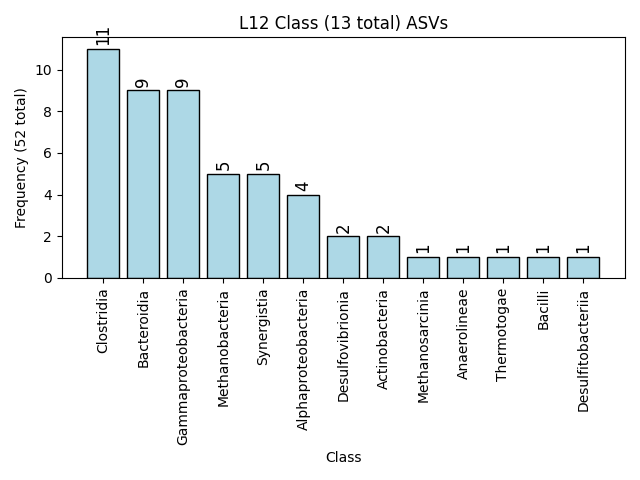 L12 Class (13 total) ASVs
Frequency (52 total)
10
8
6
4
2
0
11
9
9
5
5
4
2
2
1
1
1
1
1
Clostridia
Bacteroidia
Gammaproteobacteria
Methanobacteria
Synergistia
Alphaproteobacteria
Desulfovibrionia
Actinobacteria
Methanosarcinia
Anaerolineae
Thermotogae
Bacilli
Desulfitobacteriia
Class